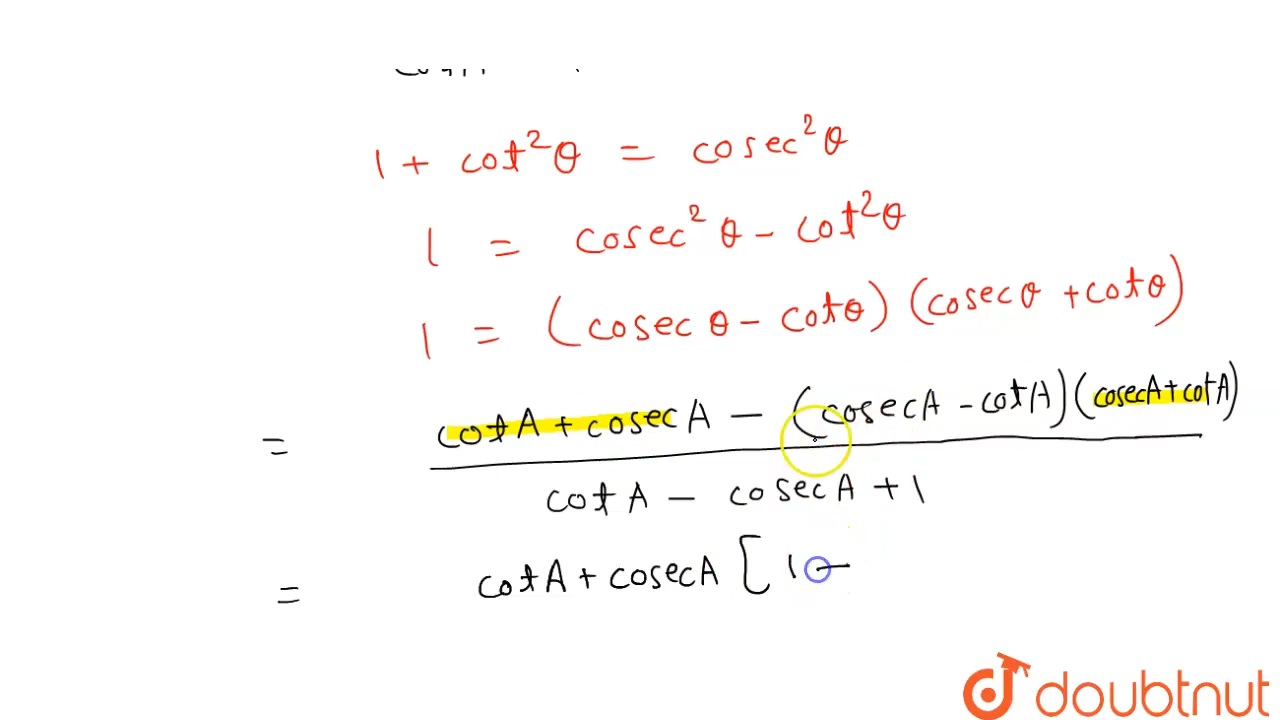 1 + cot²θ = cosec²θ
1 = cosec²θ - cot²θ
1 = (cosecθ - cotθ) (cosecθ + cotθ)
= cotA + cosecA - (cosecA - cotA) (cosecA + cotA)
cotA - cosecA + 1
= cotA + cosecA [ 1 -
doubtnut